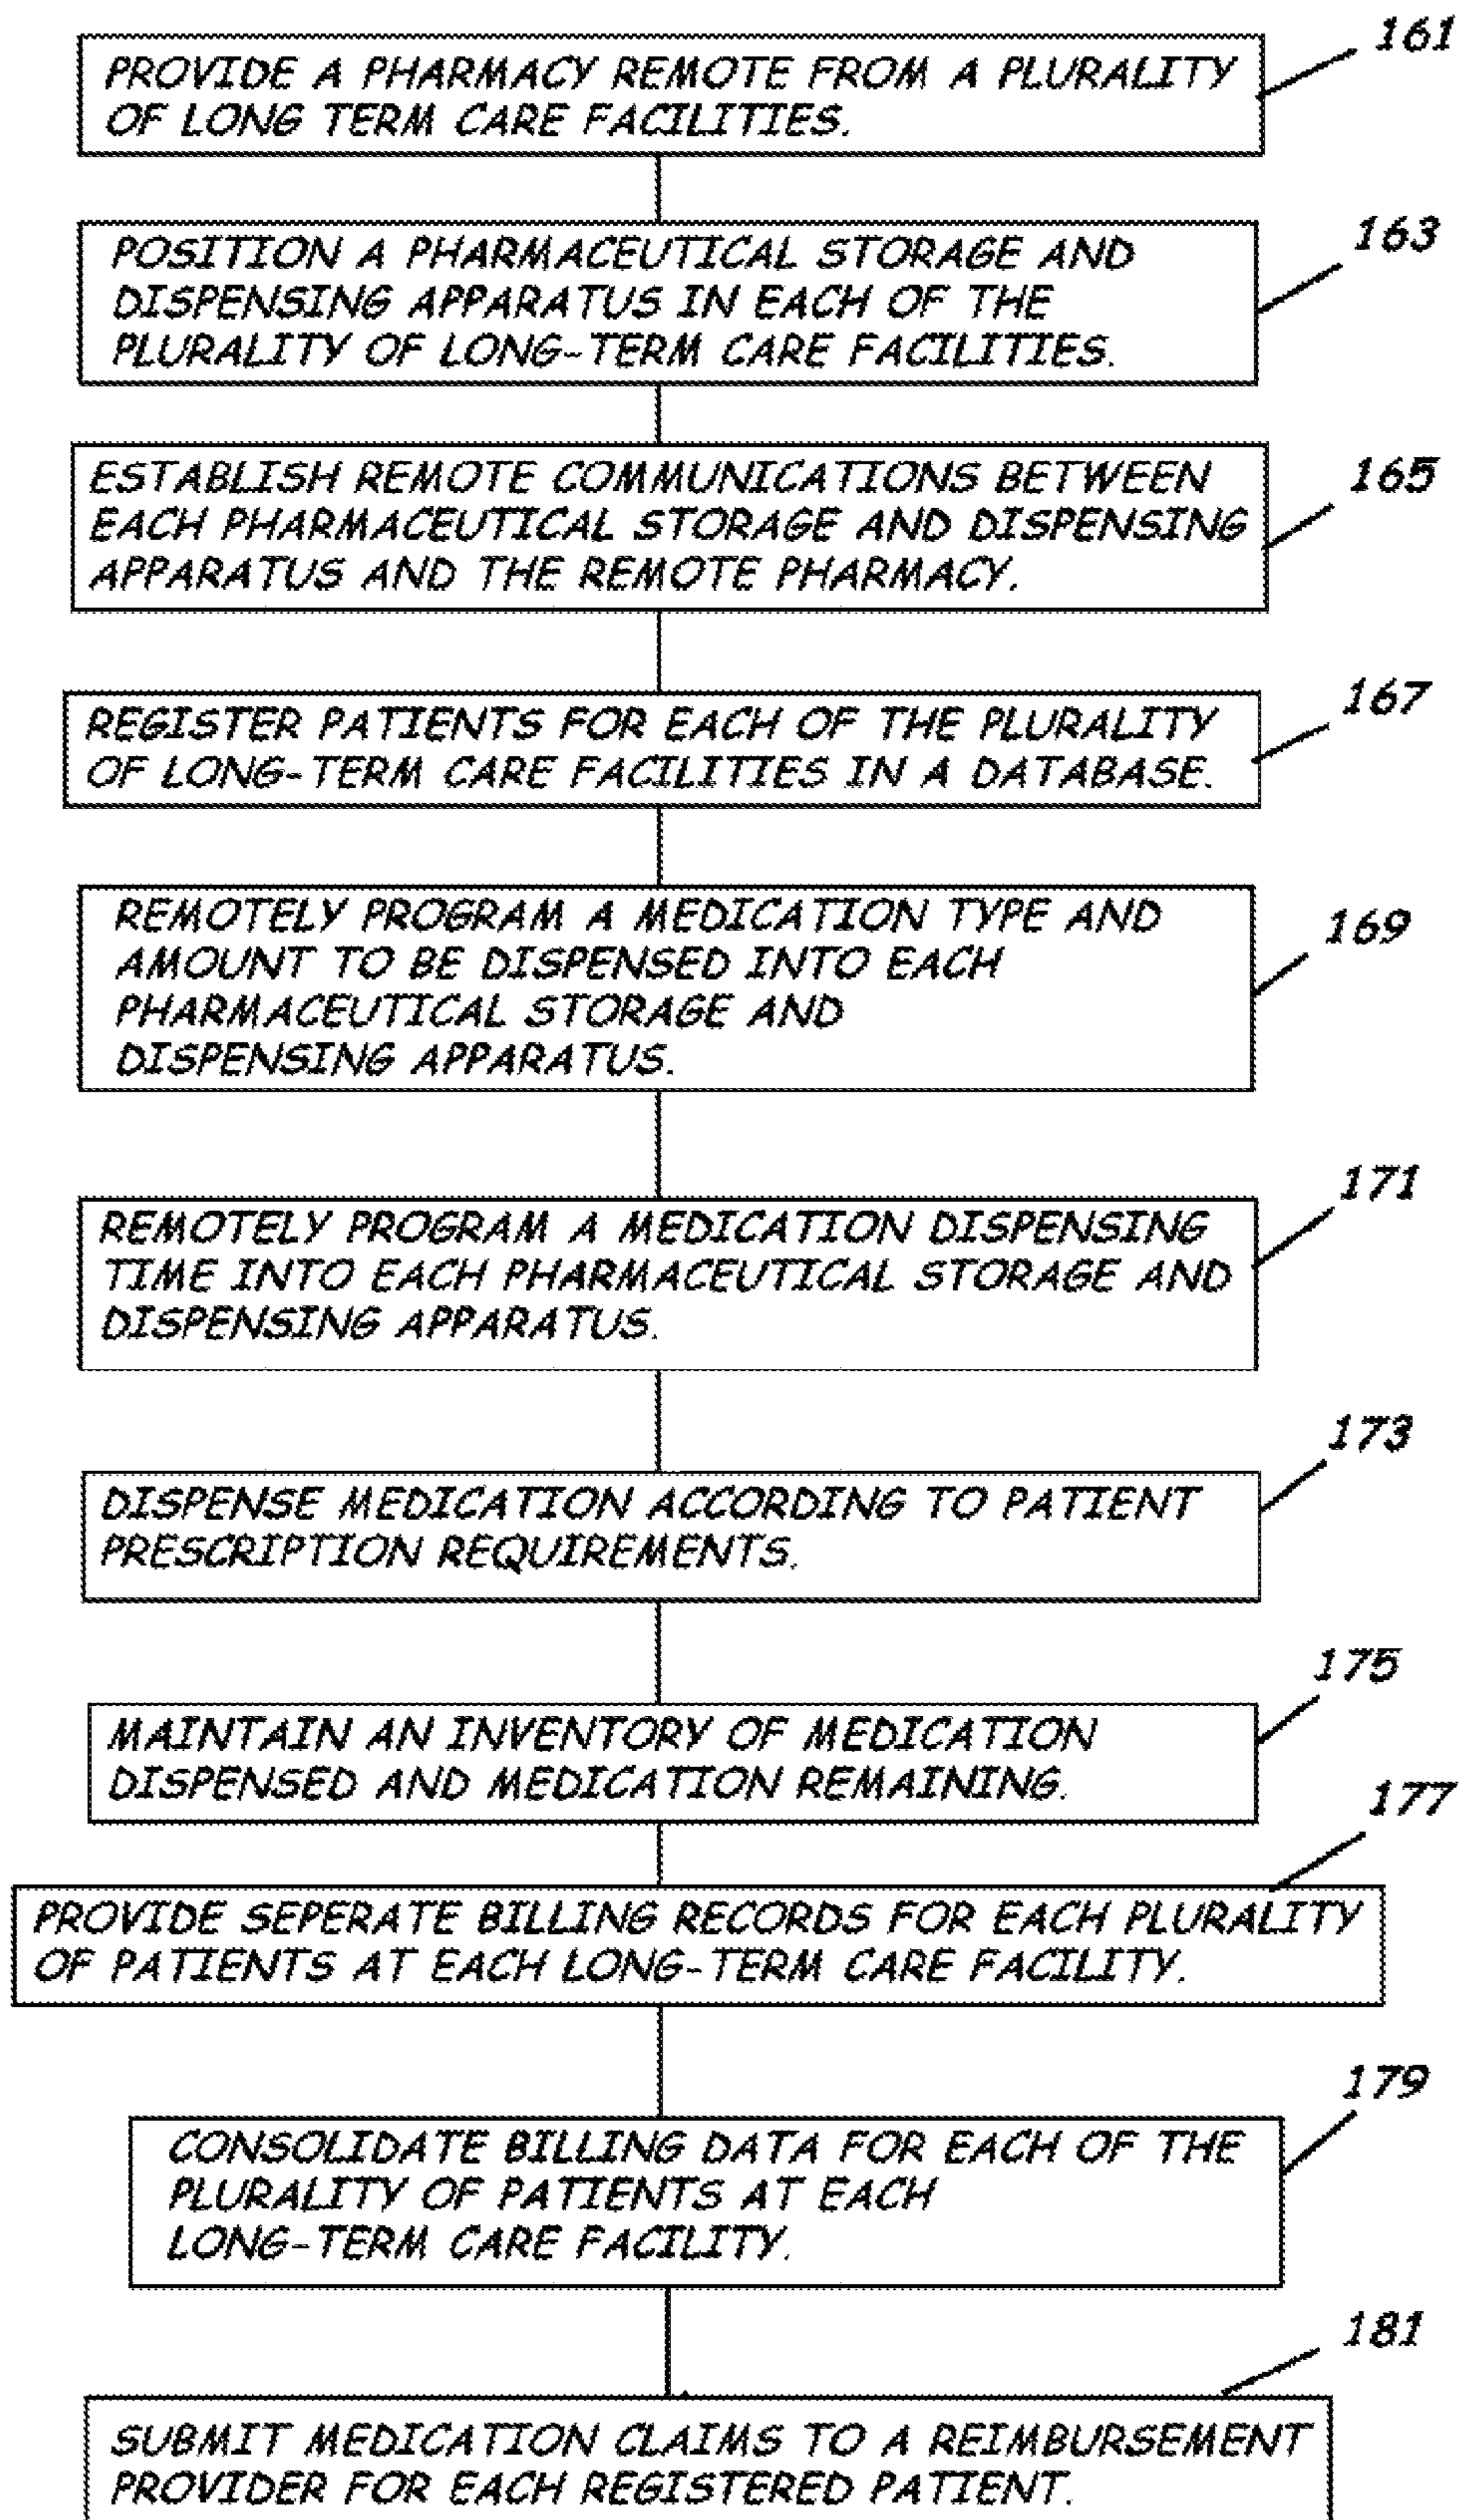 161
PROVIDE A PHARMACY REMOTE FROM A PLURALITY
OF LONG TERM CARE FACILITIES.
163
POSITION A PHARMACEUTICAL STORAGE AND
DISPENSING APPARATUS IN EACH OF THE
PLURALITY OF LONG-TERM CARE FACILITIES.
165
ESTABLISH REMOTE COMMUNICATIONS BETWEEN
EACH PHARMACEUTICAL STORAGE AND DISPENSING
APPARATUS AND THE REMOTE PHARMACY.
167
REGISTER PATIENTS FOR EACH OF THE PLURALITY
OF LONG-TERM CARE FACILITIES IN A DATABASE.
169
REMOTELY PROGRAM A MEDICATION TYPE AND
AMOUNT TO BE DISPENSED INTO EACH
PHARMACEUTICAL STORAGE AND
DISPENSING APPARATUS.
171
REMOTELY PROGRAM A MEDICATION DISPENSING
TIME INTO EACH PHARMACEUTICAL STORAGE AND
DISPENSING APPARATUS.
173
DISPENSE MEDICATION ACCORDING TO PATIENT
PRESCRIPTION REQUIREMENTS.
175
MAINTAIN AN INVENTORY OF MEDICATION
DISPENSED AND MEDICATION REMAINING.
177
PROVIDE SEPERATE BILLING RECORDS FOR EACH PLURALITY
OF PATIENTS AT EACH LONG-TERM CARE FACILITY.
179
CONSOLIDATE BILLING DATA FOR EACH OF THE
PLURALITY OF PATIENTS AT EACH
LONG-TERM CARE FACILITY.
181
SUBMIT MEDICATION CLAIMS TO A REIMBURSEMENT
PROVIDER FOR EACH REGISTERED PATIENT.